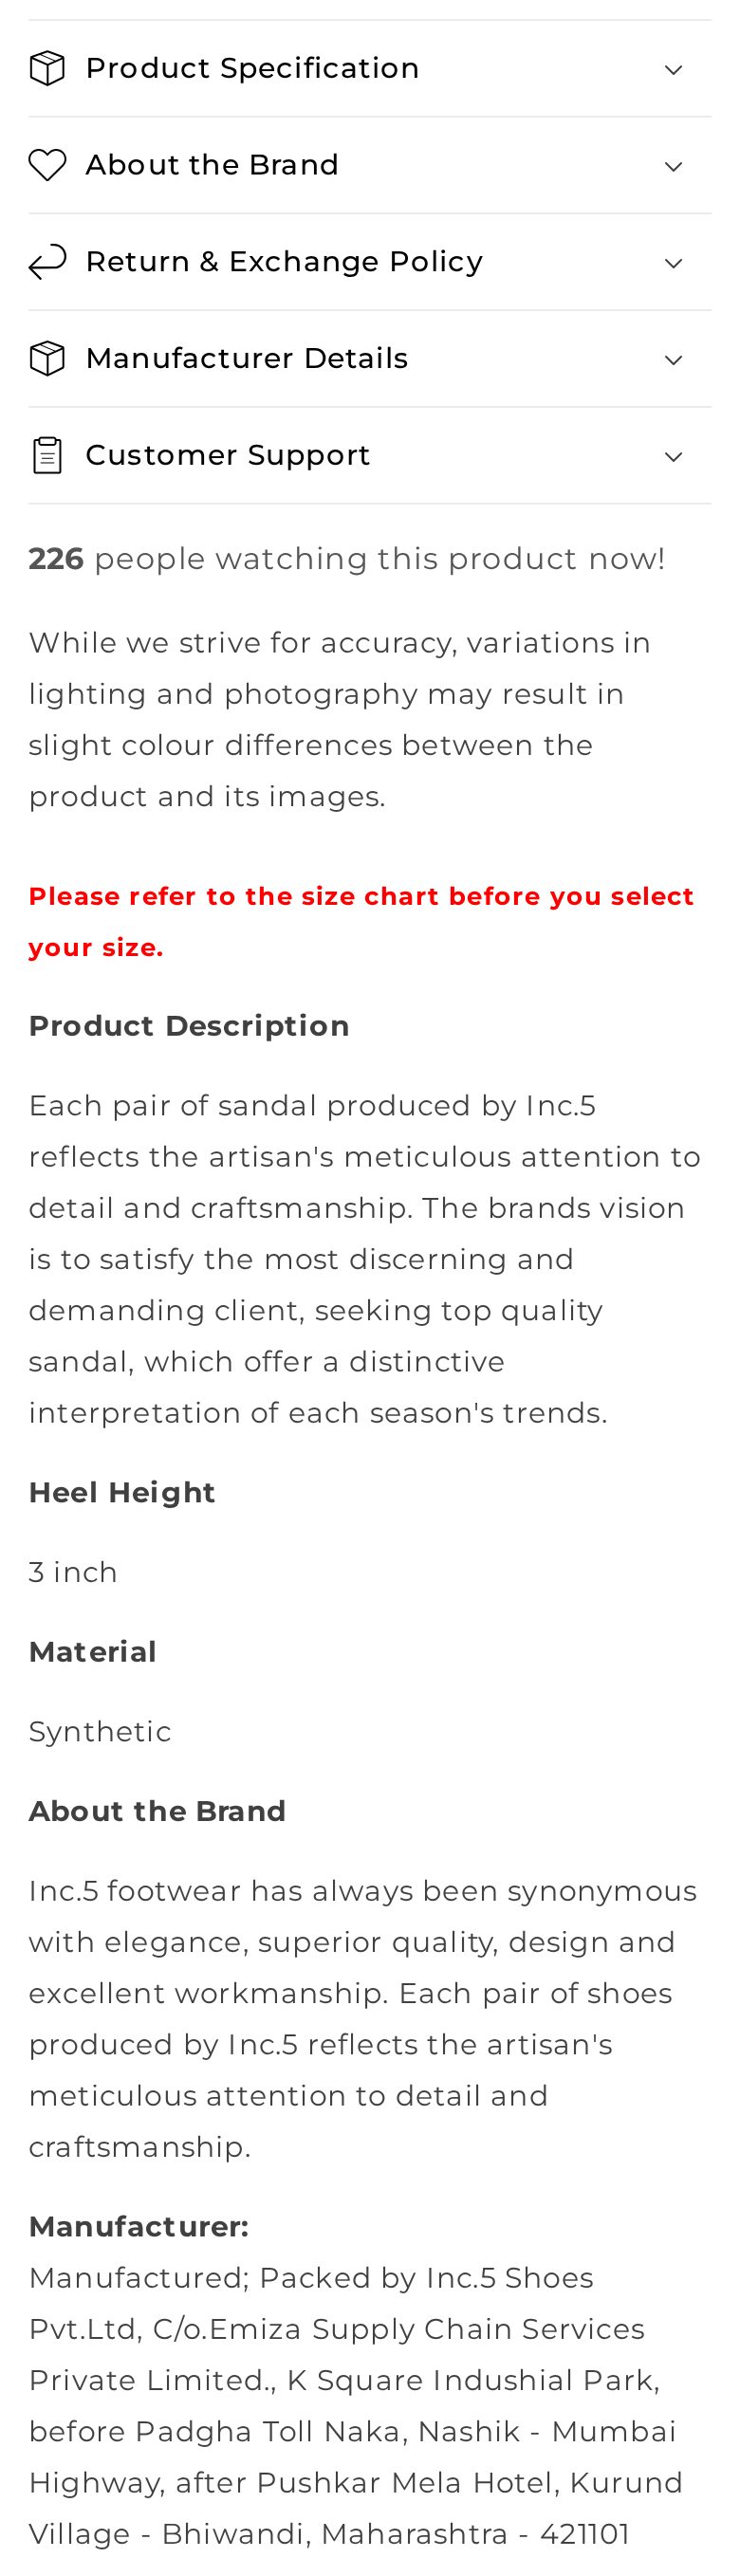 Product Specification
About the Brand
Return & Exchange Policy
Manufacturer Details
Customer Support
226 people watching this product now!
While we strive for accuracy, variations in
lighting and photography may result in
slight colour differences between the
product and its images.
Please refer to the size chart before you select
your size.
Product Description
Each pair of sandal produced by Inc.5
reflects the artisan's meticulous attention to
detail and craftsmanship. The brands vision
is to satisfy the most discerning and
demanding client, seeking top quality
sandal, which offer a distinctive
interpretation of each season's trends.
Heel Height
3 inch
Material
Synthetic
About the Brand
Inc.5 footwear has always been synonymous
with elegance, superior quality, design and
excellent workmanship. Each pair of shoes
produced by Inc.5 reflects the artisan's
meticulous attention to detail and
craftsmanship.
Manufacturer:
Manufactured; Packed by Inc.5 Shoes
Pvt.Ltd, C/o.Emiza Supply Chain Services
Private Limited., K Square Indushial Park,
before Padgha Toll Naka, Nashik - Mumbai
Highway, after Pushkar Mela Hotel, Kurund
Village - Bhiwandi, Maharashtra - 421101